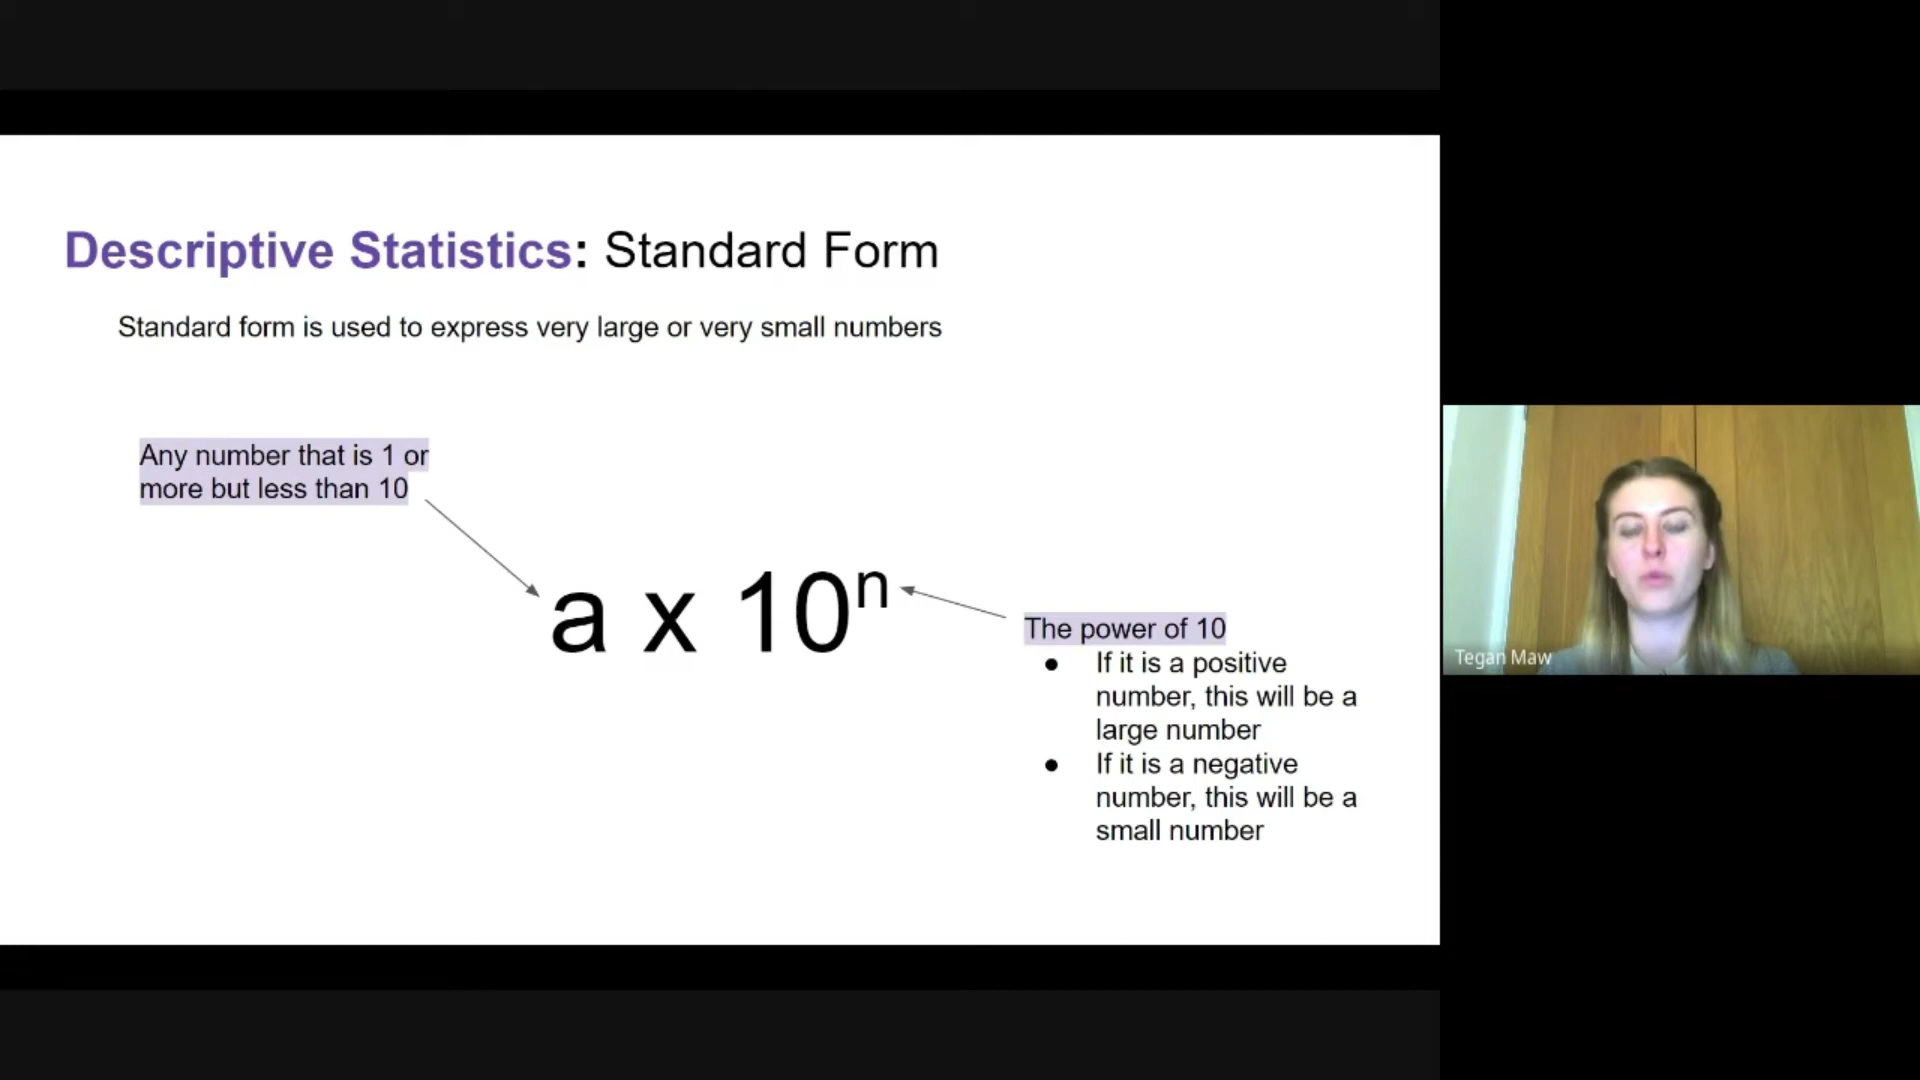 Descriptive Statistics: Standard Form
Standard form is used to express very large or very small numbers
Any number that is 1 or
more but less than 10
a x 10ⁿ
The power of 10
● If it is a positive
number, this will be a
large number
● If it is a negative
number, this will be a
small number
Tegan Maw